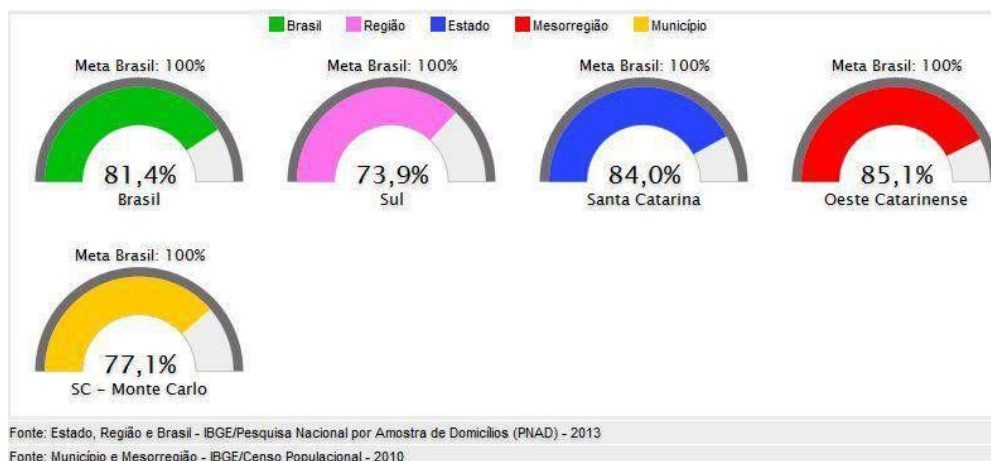 Brasil Região Estado Mesorregião Município
Meta Brasil: 100% Meta Brasil: 100% Meta Brasil: 100% Meta Brasil: 100%
81,4% 73,9% 84,0% 85,1%
Brasil Sul Santa Catarina Oeste Catarinense
Meta Brasil: 100%
77,1%
SC - Monte Carlo
Fonte: Estado, Região e Brasil - IBGE/Pesquisa Nacional por Amostra de Domicílios (PNAD) - 2013
Fonte: Município e Mesorregião - IBGE/Censo Populacional - 2010